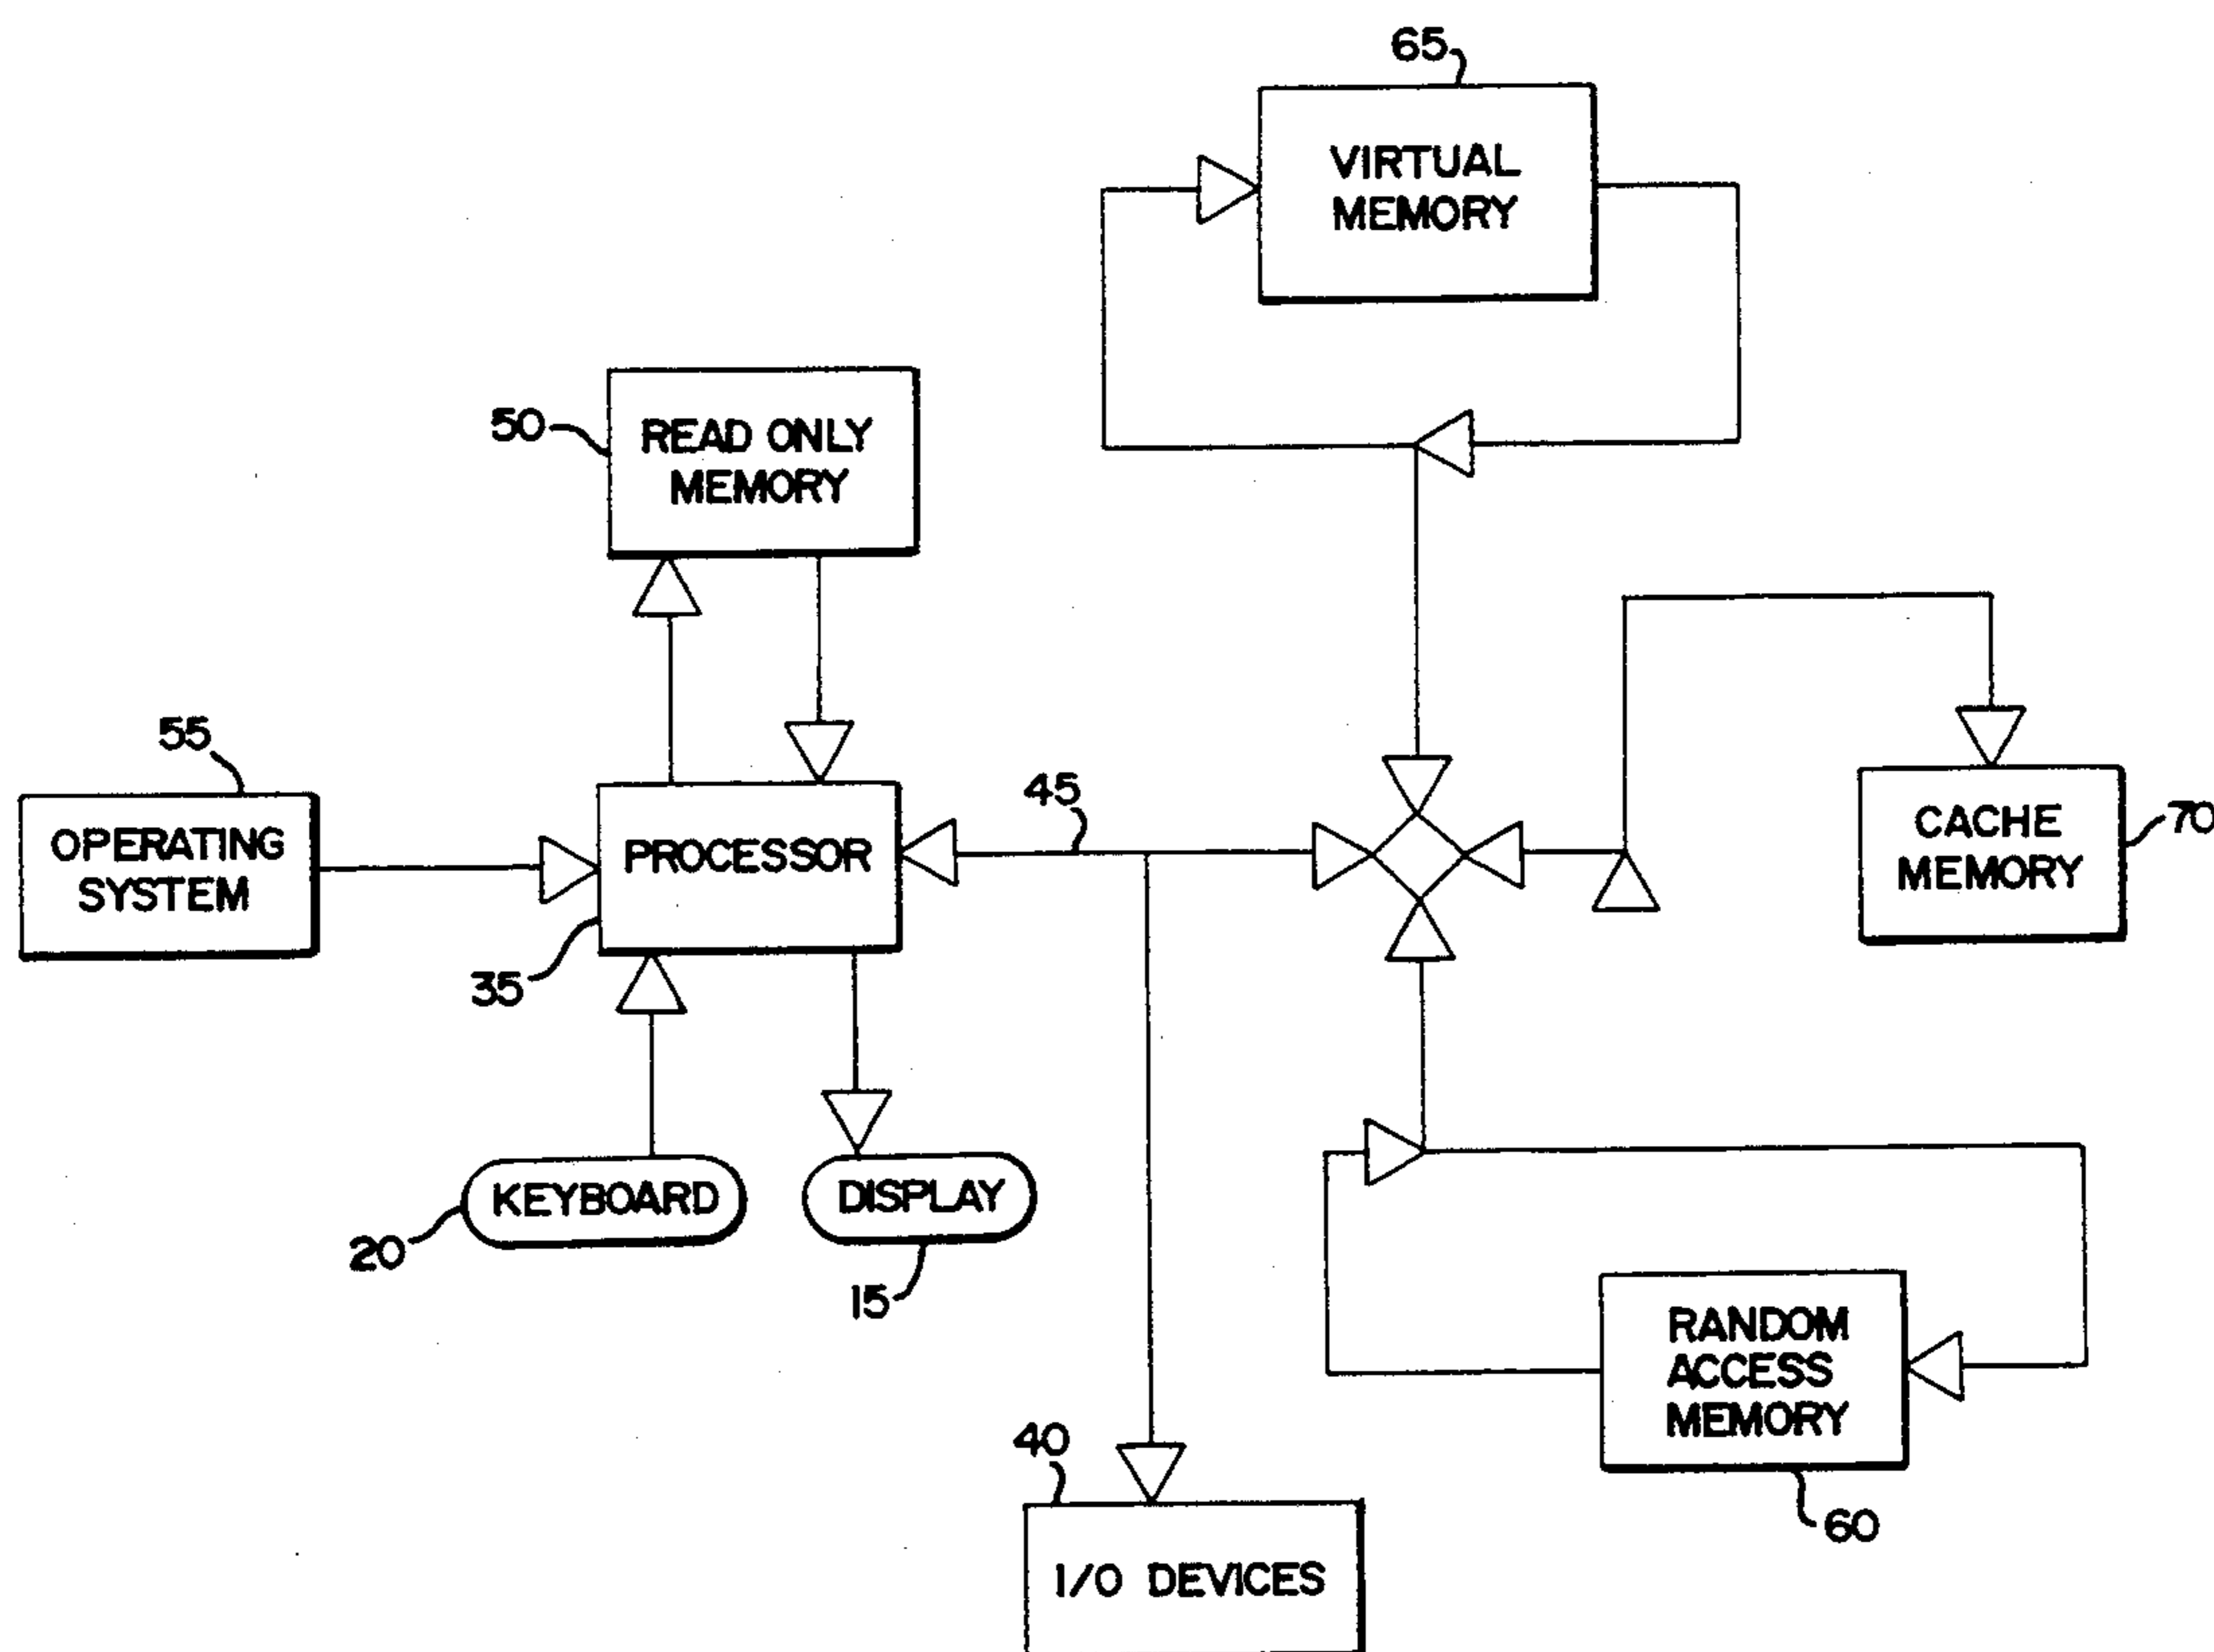 65
VIRTUAL
MEMORY
50
READ ONLY
MEMORY
55
OPERATING
SYSTEM
PROCESSOR
35
45
CACHE
MEMORY
70
KEYBOARD
20
DISPLAY
15
RANDOM
ACCESS
MEMORY
60
40
I/O DEVICES